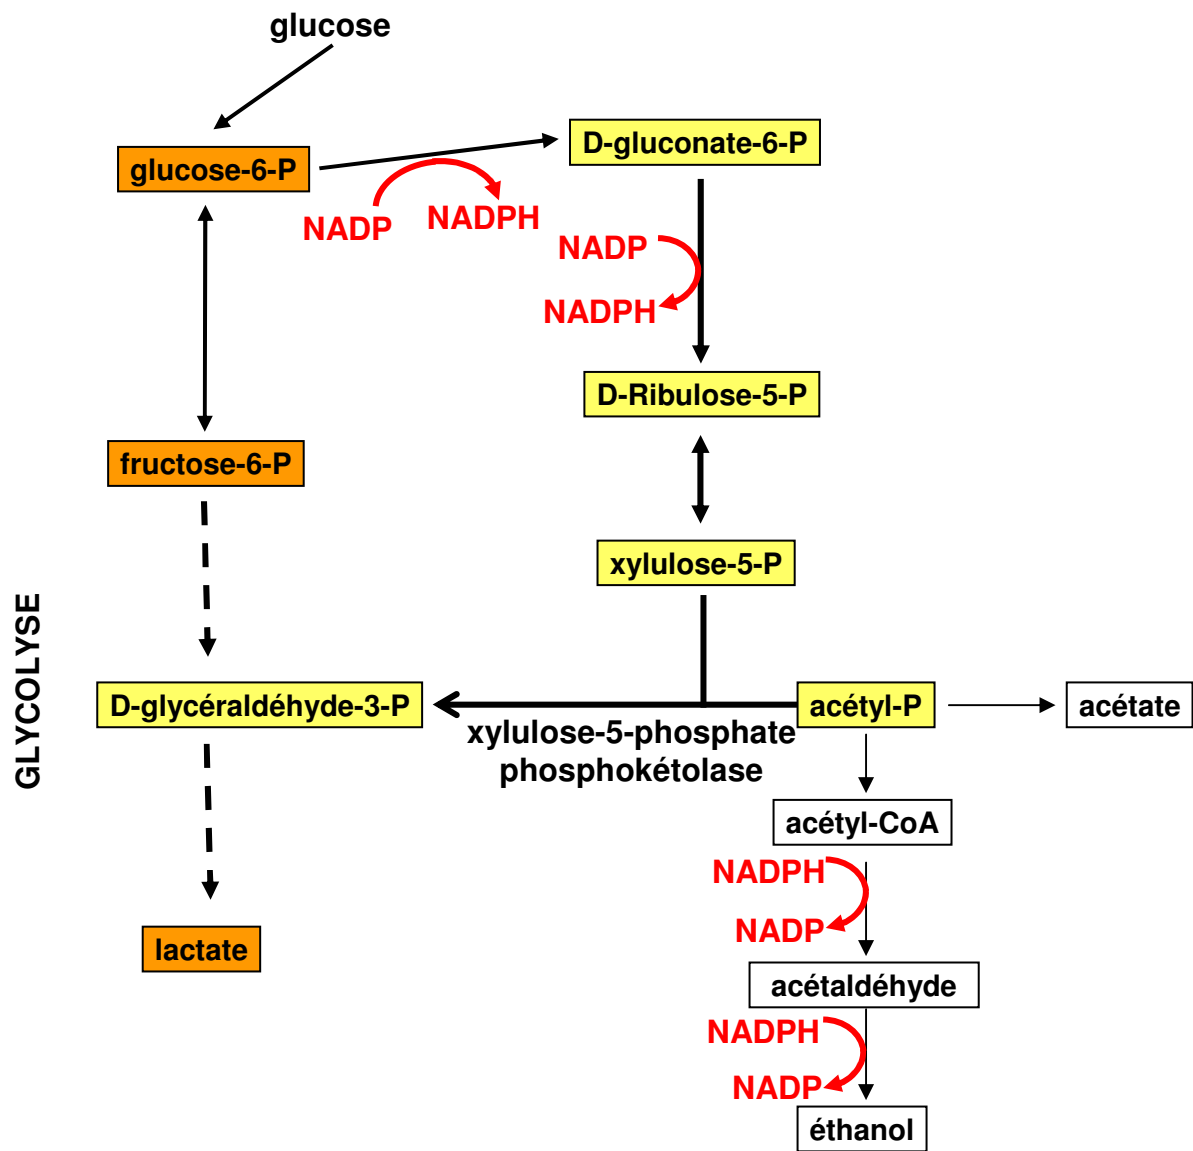 glucose
glucose-6-P
D-gluconate-6-P
NADP
NADPH
NADP
NADPH
D-Ribulose-5-P
fructose-6-P
xylulose-5-P
GLYCOLYSE
D-glycéraldéhyde-3-P
acétyl-P
acétate
xylulose-5-phosphate
phosphokétolase
acétyl-CoA
NADPH
NADP
lactate
acétaldéhyde
NADPH
NADP
éthanol